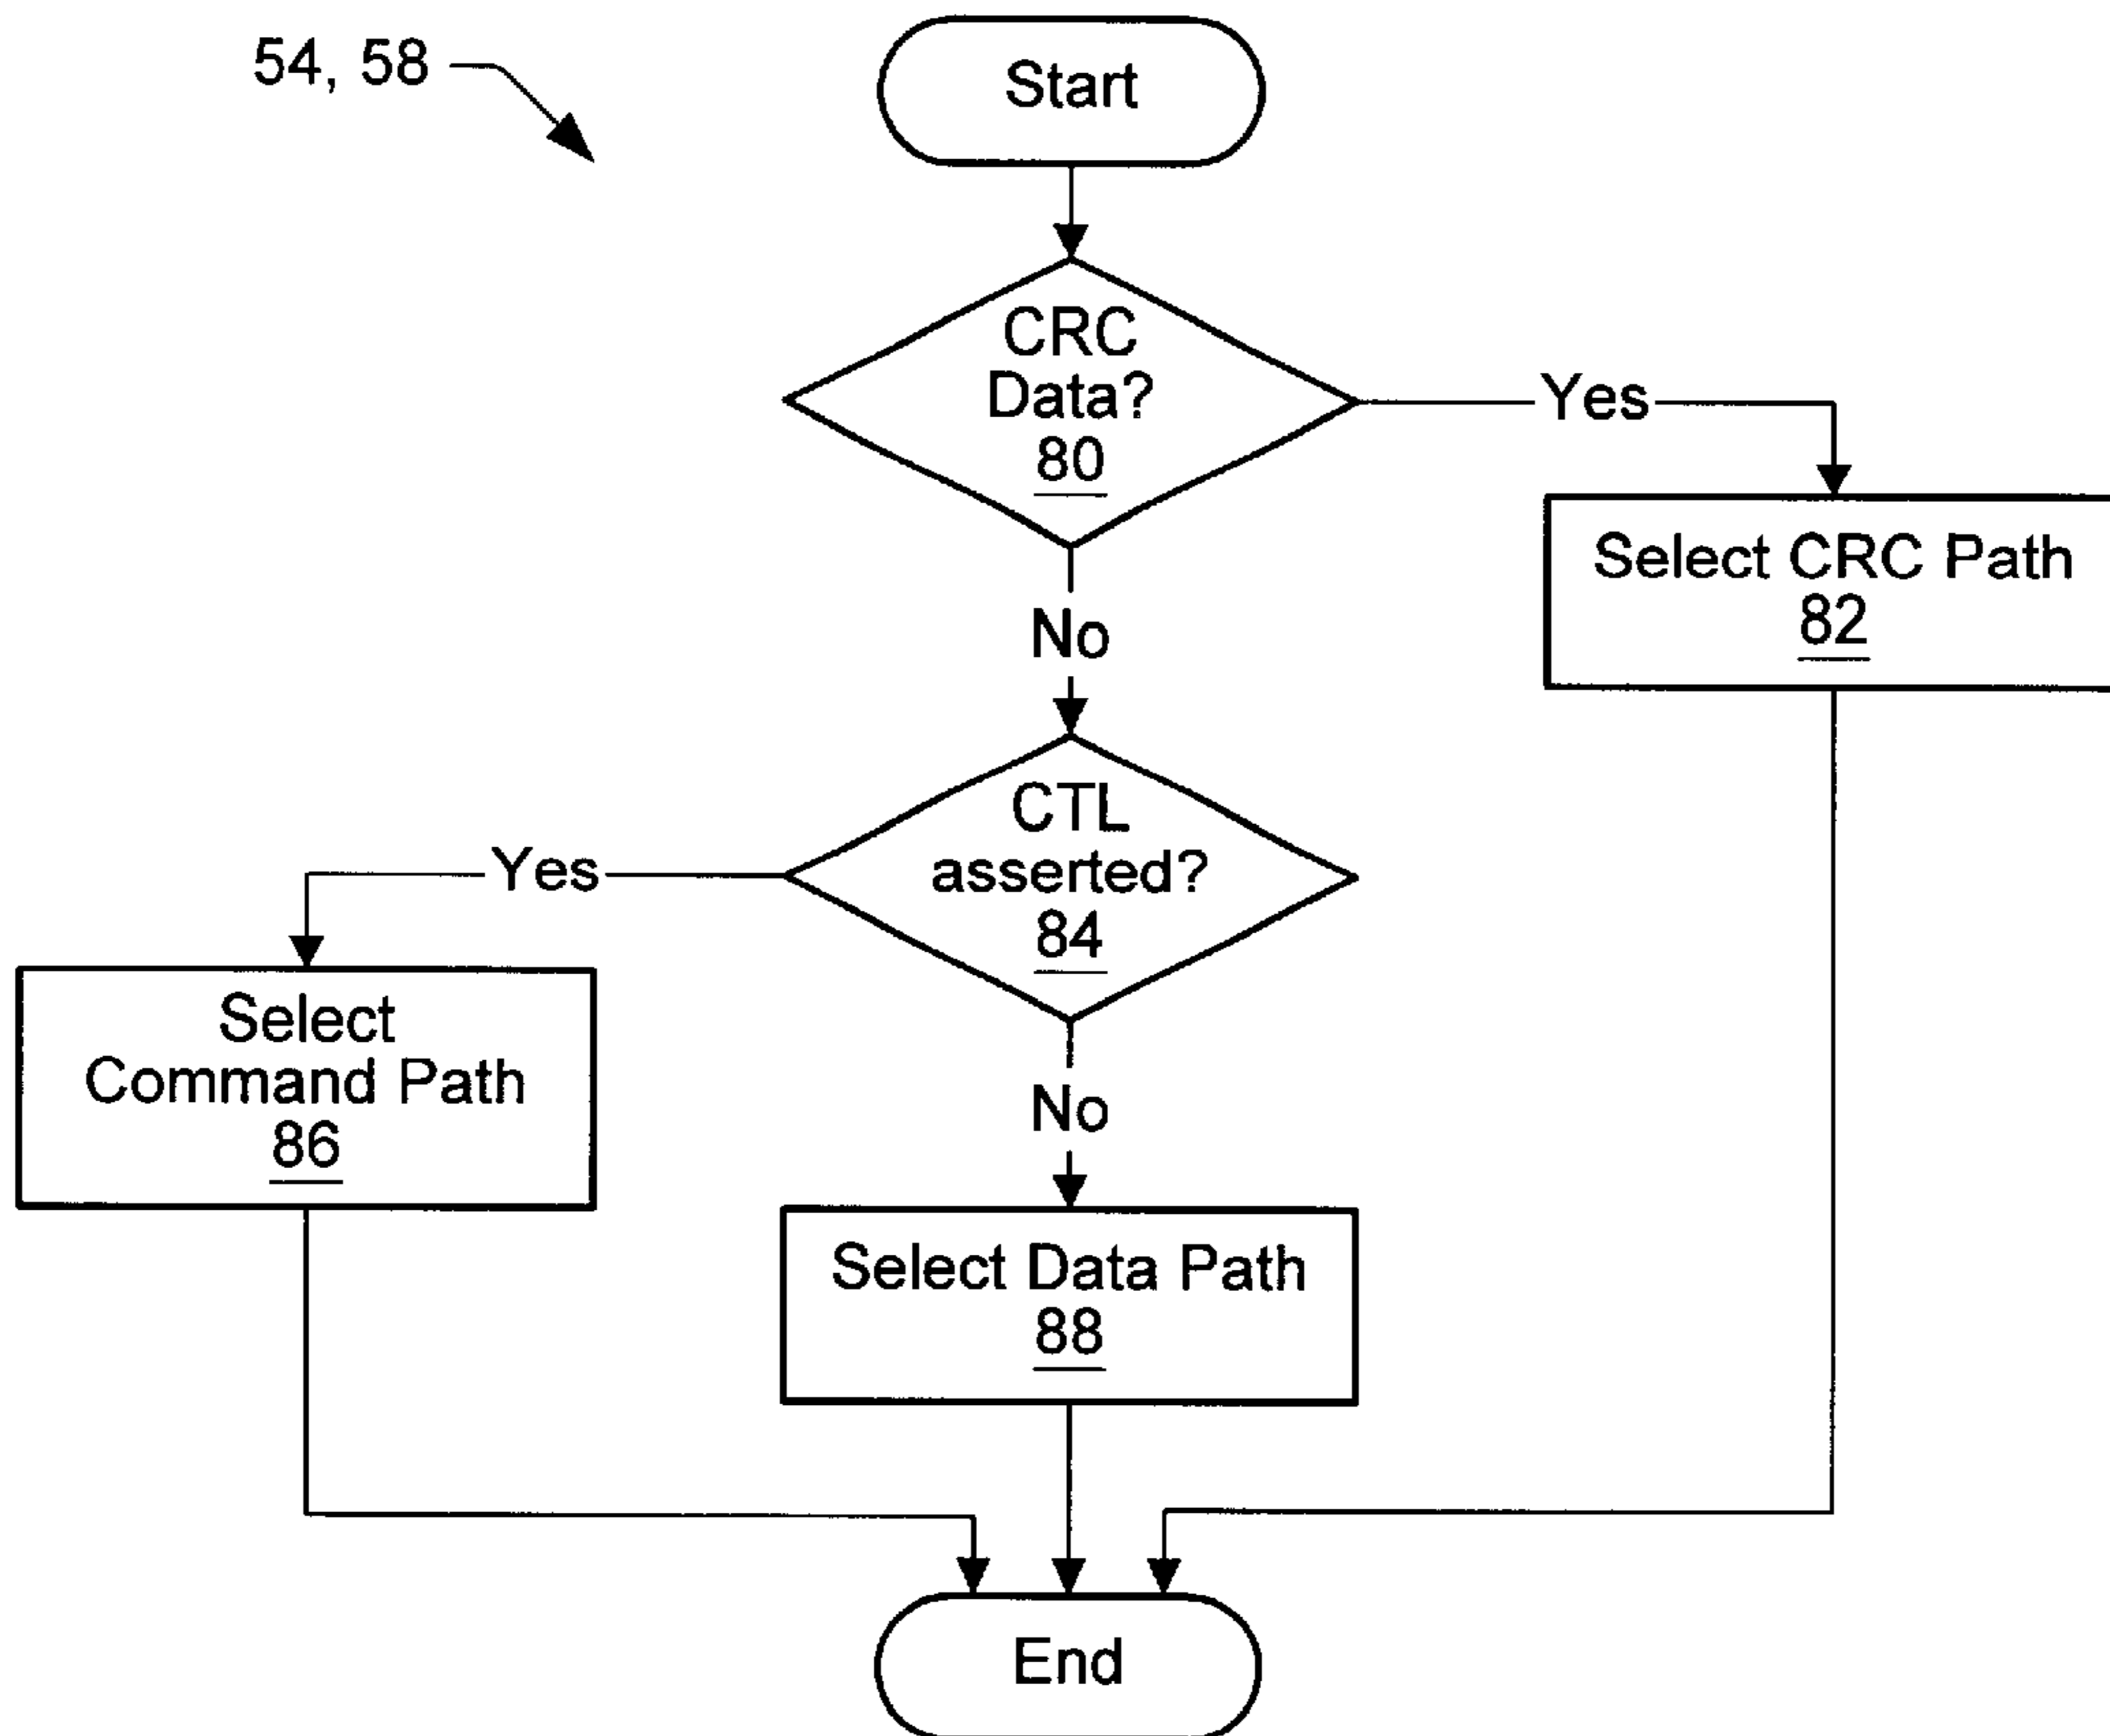 54, 58
Start
CRC
Data?
80
Yes
Select CRC Path
82
No
CTL
asserted?
84
Yes
Select
Command Path
86
No
Select Data Path
88
End